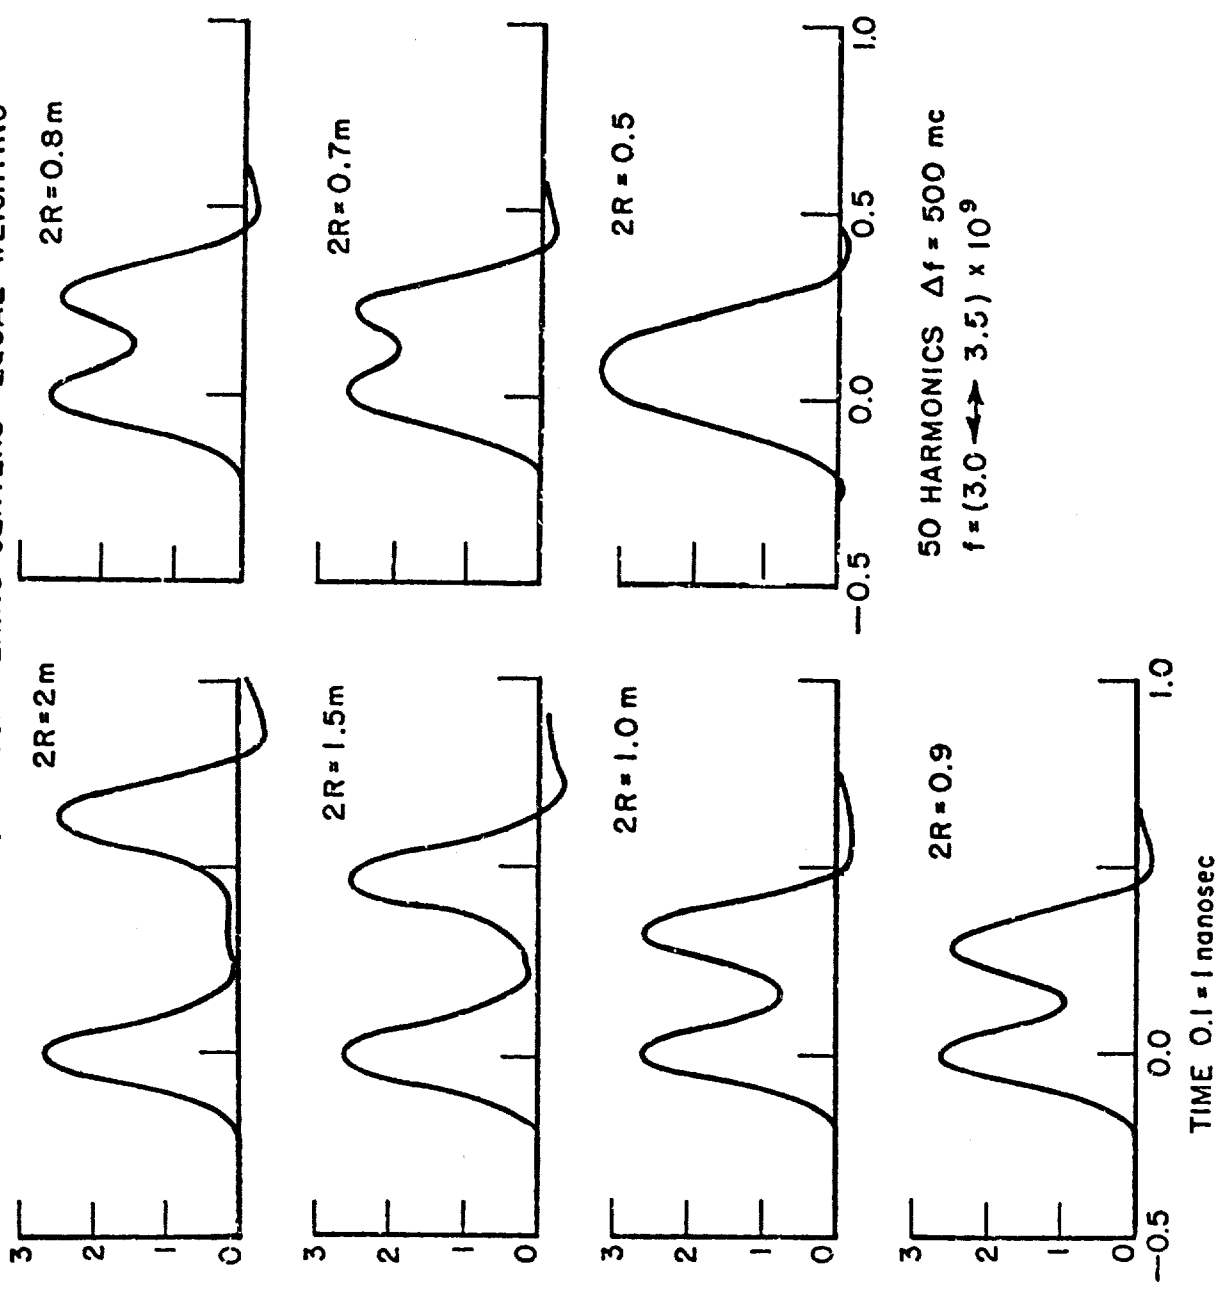 3
2
1
0
2R=2m
2R=0.8m
3
2
1
0
2R=1.5m
2R=0.7m
3
2
1
0
2R=1.0m
2R=0.5
-0.5 0.0 0.5 1.0
3
2
1
0
2R=0.9
50 HARMONICS Δf = 500 mc
f=(3.0 ↔ 3.5) x 10⁹
-0.5 0.0 1.0
TIME 0.1 = 1 nanosec